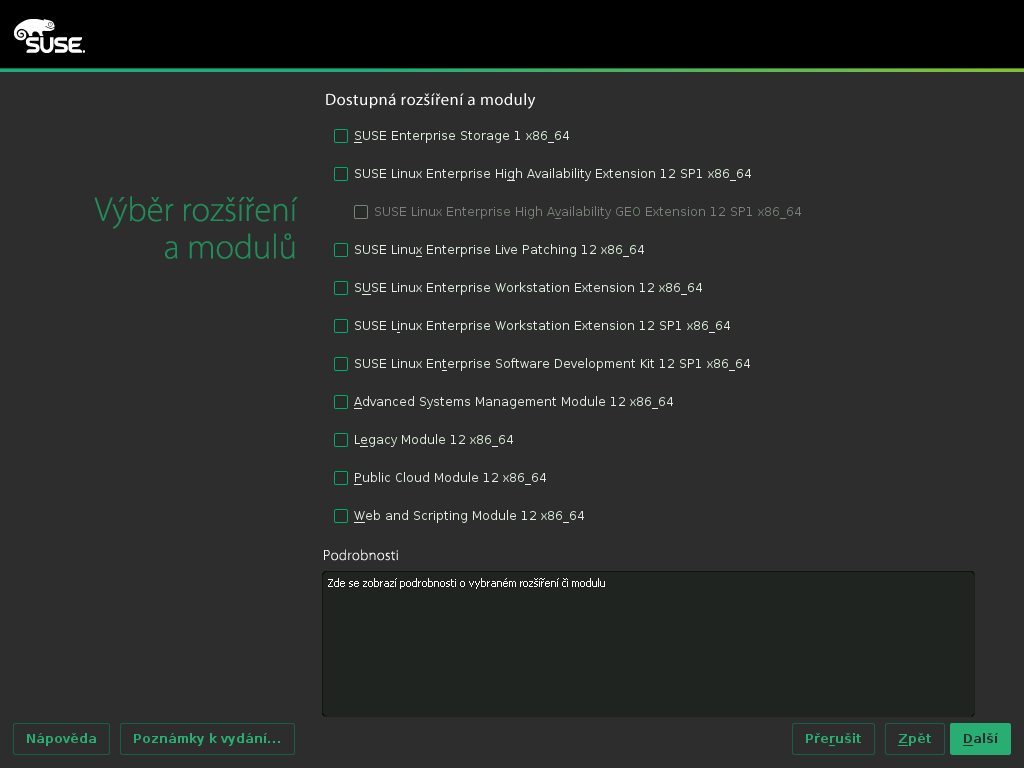 SUSE
Výběr rozšíření
a modulů
Dostupná rozšíření a moduly
SUSE Enterprise Storage 1 x86_64
SUSE Linux Enterprise High Availability Extension 12 SP1 x86_64
SUSE Linux Enterprise High Availability GEO Extension 12 SP1 x86_64
SUSE Linux Enterprise Live Patching 12 x86_64
SUSE Linux Enterprise Workstation Extension 12 x86_64
SUSE Linux Enterprise Workstation Extension 12 SP1 x86_64
SUSE Linux Enterprise Software Development Kit 12 SP1 x86_64
Advanced Systems Management Module 12 x86_64
Legacy Module 12 x86_64
Public Cloud Module 12 x86_64
Web and Scripting Module 12 x86_64
Podrobnosti
Zde se zobrazí podrobnosti o vybraném rozšíření či modulu
Nápověda
Poznámky k vydání...
Přerušit
Zpět
Další